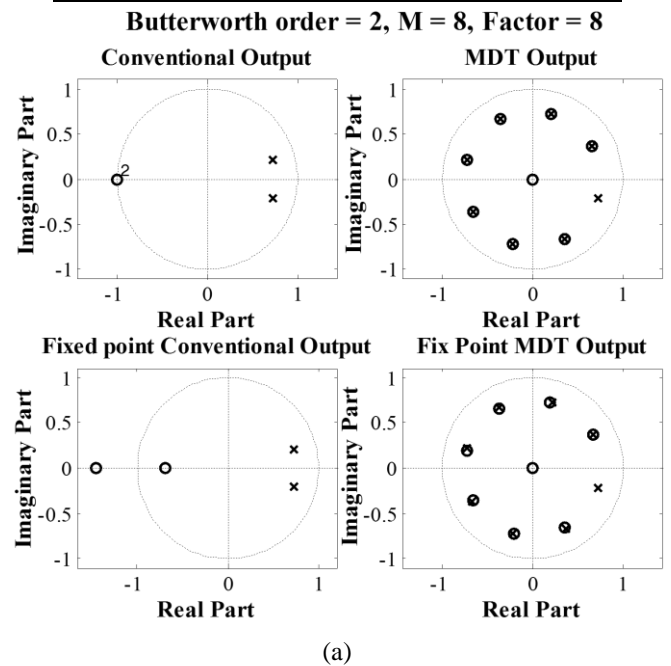 Butterworth order = 2, M = 8, Factor = 8
Conventional Output
Imaginary Part
1
0.5
0
-0.5
-1
2
-1 0 1
Real Part
MDT Output
Imaginary Part
1
0.5
0
-0.5
-1
-1 0 1
Real Part
Fixed point Conventional Output
Imaginary Part
1
0.5
0
-0.5
-1
-1 0 1
Real Part
Fix Point MDT Output
Imaginary Part
1
0.5
0
-0.5
-1
-1 0 1
Real Part
(a)